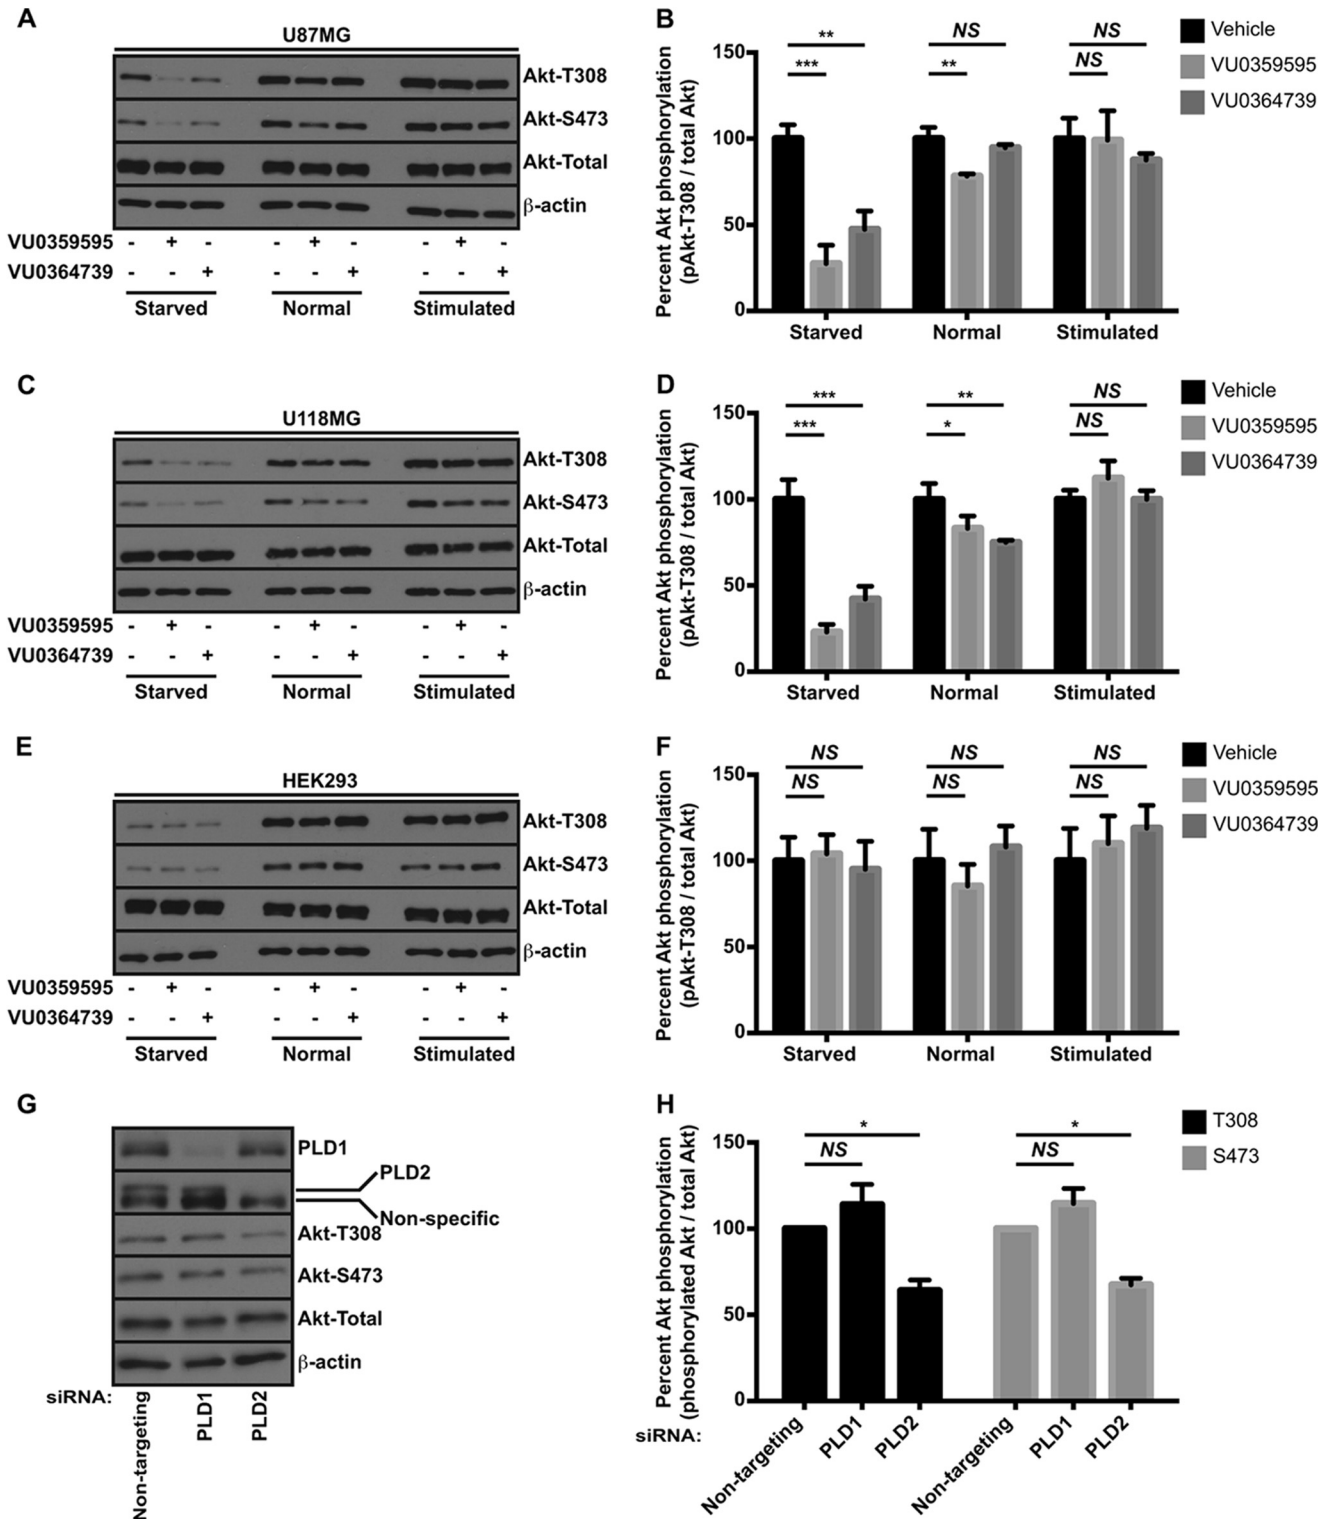 A
U87MG
Akt-T308
Akt-S473
Akt-Total
β-actin
VU0359595 - + - - + - - + -
VU0364739 - - + - - + - - +
Starved Normal Stimulated
B
Percent Akt phosphorylation
(pAkt-T308 / total Akt)
150
100
50
0
*** ** ** NS NS NS
Starved Normal Stimulated
Vehicle
VU0359595
VU0364739
C
U118MG
Akt-T308
Akt-S473
Akt-Total
β-actin
VU0359595 - + - - + - - + -
VU0364739 - - + - - + - - +
Starved Normal Stimulated
D
Percent Akt phosphorylation
(pAkt-T308 / total Akt)
150
100
50
0
*** *** * ** NS NS
Starved Normal Stimulated
Vehicle
VU0359595
VU0364739
E
HEK293
Akt-T308
Akt-S473
Akt-Total
β-actin
VU0359595 - + - - + - - + -
VU0364739 - - + - - + - - +
Starved Normal Stimulated
F
Percent Akt phosphorylation
(pAkt-T308 / total Akt)
150
100
50
0
NS NS NS NS NS NS
Starved Normal Stimulated
Vehicle
VU0359595
VU0364739
G
PLD1
PLD2
Non-specific
Akt-T308
Akt-S473
Akt-Total
β-actin
siRNA:
Non-targeting
PLD1
PLD2
H
Percent Akt phosphorylation
(phosphorylated Akt / total Akt)
150
100
50
0
NS * NS *
siRNA:
Non-targeting
PLD1
PLD2
Non-targeting
PLD1
PLD2
T308
S473